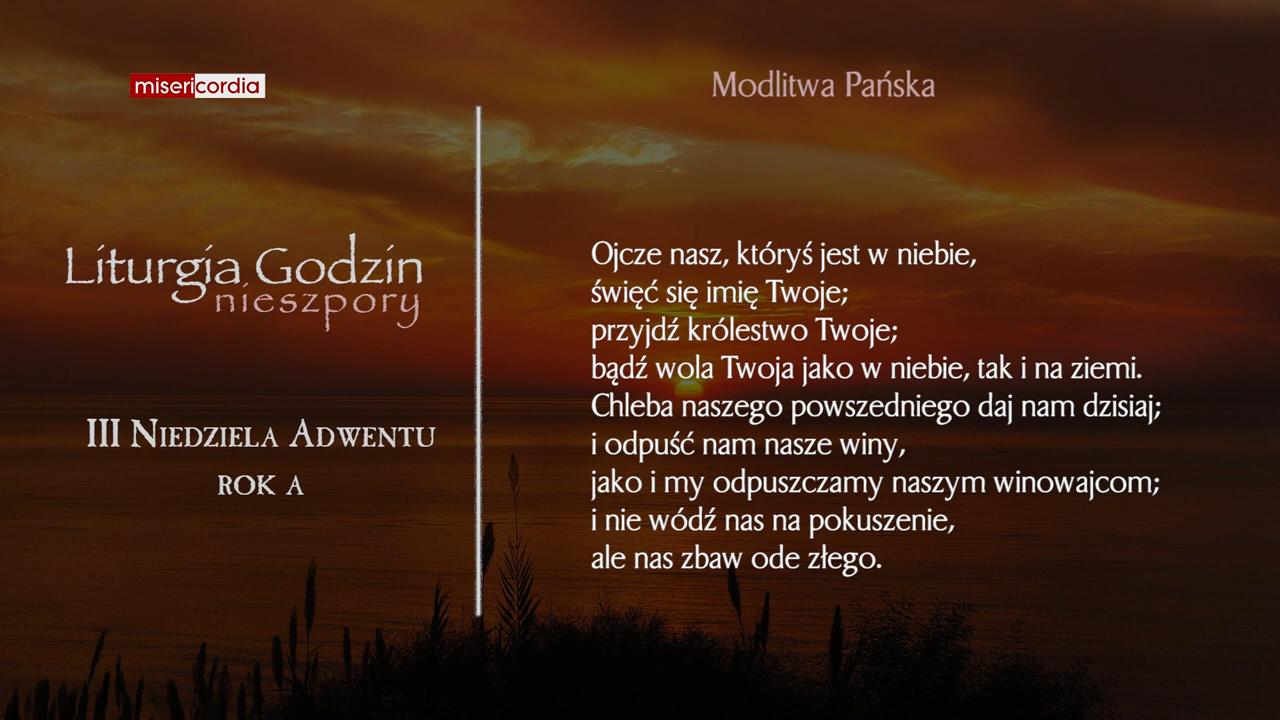 misericordia
Liturgia Godzin
nieszpory
III Niedziela Adwentu
rok a
Modlitwa Pańska
Ojcze nasz, któryś jest w niebie,
święć się imię Twoje;
przyjdź królestwo Twoje;
bądź wola Twoja jako w niebie, tak i na ziemi.
Chleba naszego powszedniego daj nam dzisiaj;
i odpuść nam nasze winy,
jako i my odpuszczamy naszym winowajcom;
i nie wódź nas na pokuszenie,
ale nas zbaw ode złego.